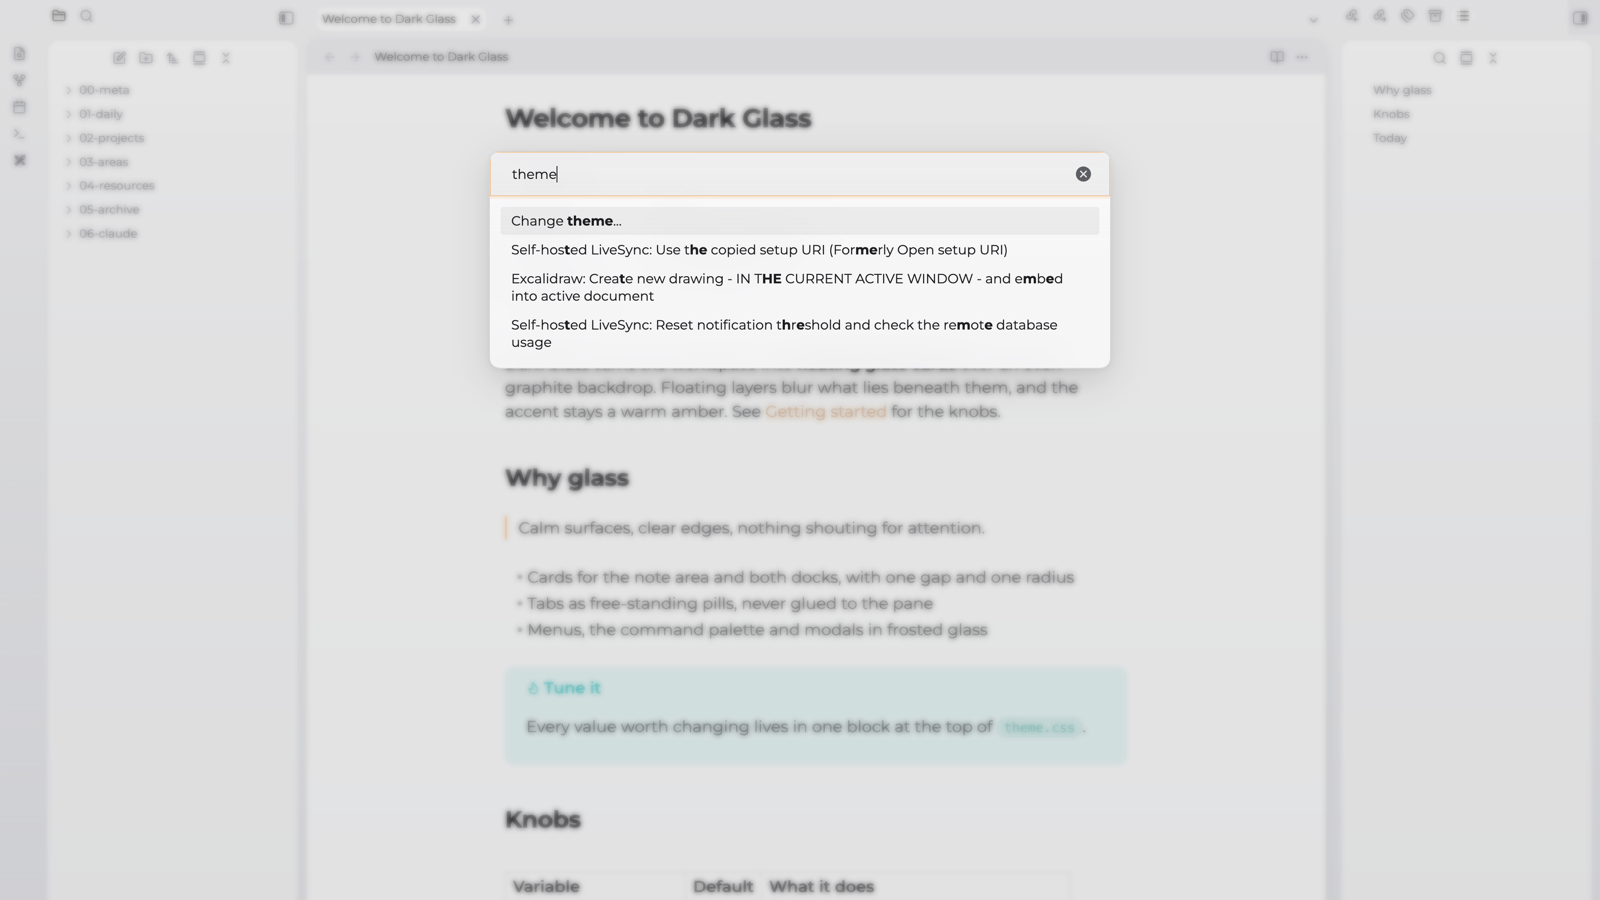 Welcome to Dark Glass
Welcome to Dark Glass
00-meta
01-daily
02-projects
03-areas
04-resources
05-archive
06-claude
Why glass
Knobs
Today
Welcome to Dark Glass
theme
Change theme...
Self-hosted LiveSync: Use the copied setup URI (Formerly Open setup URI)
Excalidraw: Create new drawing - IN THE CURRENT ACTIVE WINDOW - and embed
into active document
Self-hosted LiveSync: Reset notification threshold and check the remote database
usage
graphite backdrop. Floating layers blur what lies beneath them, and the
accent stays a warm amber. See Getting started for the knobs.
Why glass
Calm surfaces, clear edges, nothing shouting for attention.
• Cards for the note area and both docks, with one gap and one radius
• Tabs as free-standing pills, never glued to the pane
• Menus, the command palette and modals in frosted glass
Tune it
Every value worth changing lives in one block at the top of theme.css.
Knobs
Variable Default What it does